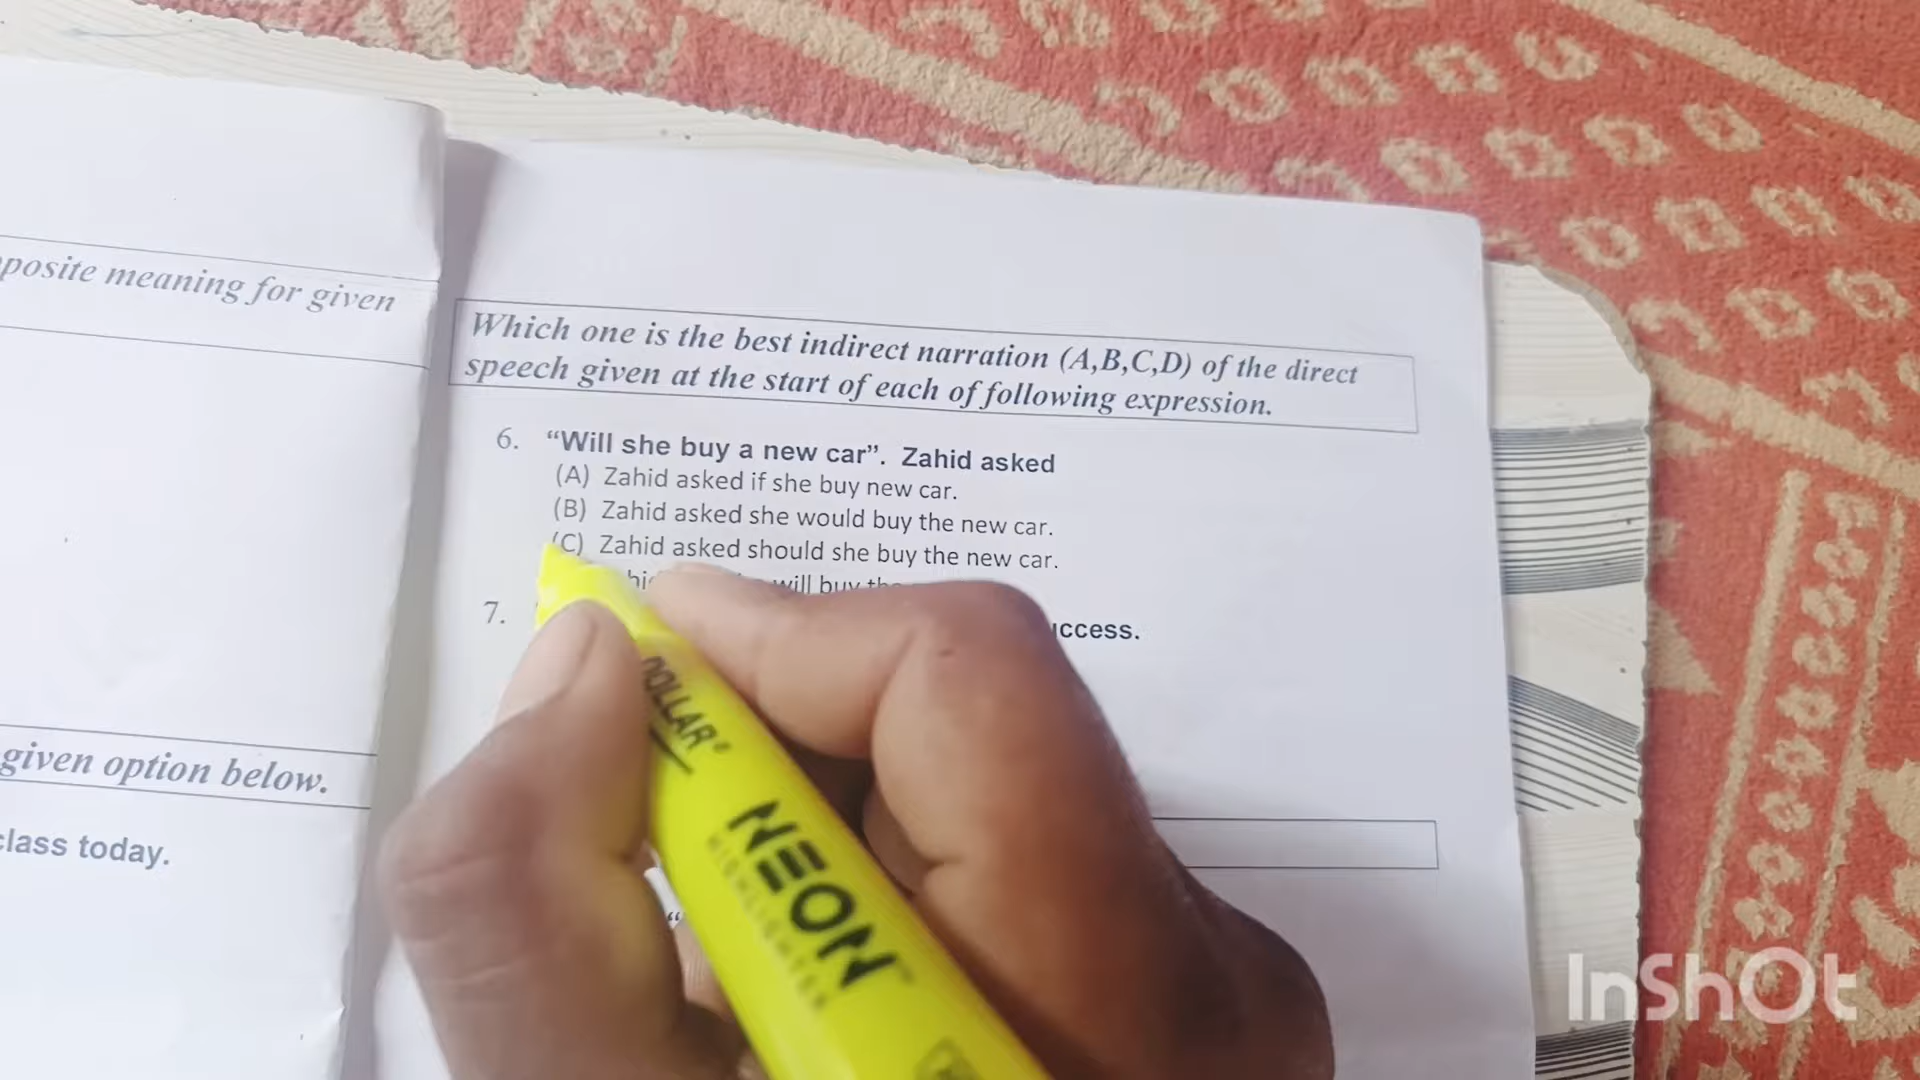 posite meaning for given
given option below.
class today.
Which one is the best indirect narration (A,B,C,D) of the direct
speech given at the start of each of following expression.
6. “Will she buy a new car”. Zahid asked
(A) Zahid asked if she buy new car.
(B) Zahid asked she would buy the new car.
(C) Zahid asked should she buy the new car.
will buy
7. ccess.
DOLLAR®
NEON™
HIGHLIGHTER
InShOt